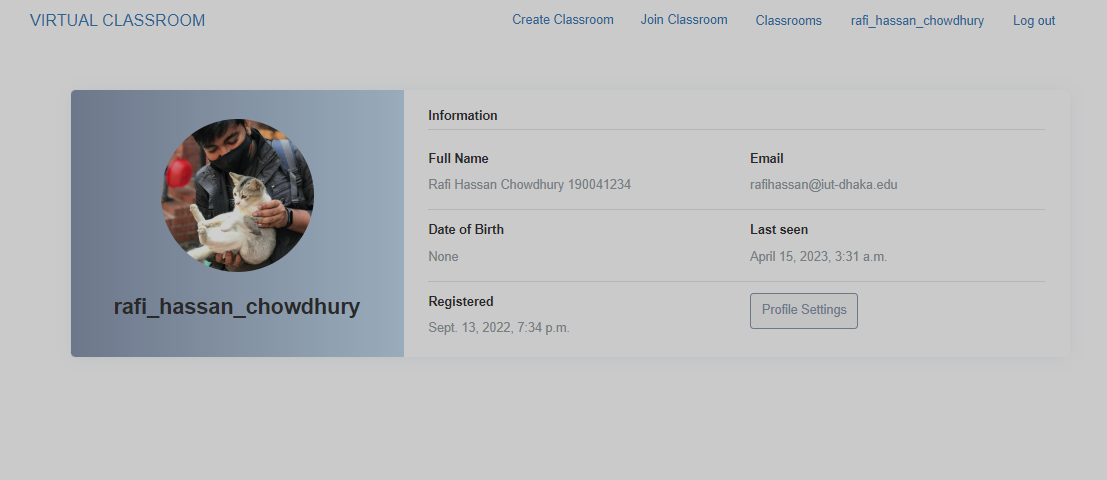 VIRTUAL CLASSROOM
Create Classroom
Join Classroom
Classrooms
rafi_hassan_chowdhury
Log out
rafi_hassan_chowdhury
Information
Full Name
Rafi Hassan Chowdhury 190041234
Email
rafihassan@iut-dhaka.edu
Date of Birth
None
Last seen
April 15, 2023, 3:31 a.m.
Registered
Sept. 13, 2022, 7:34 p.m.
Profile Settings